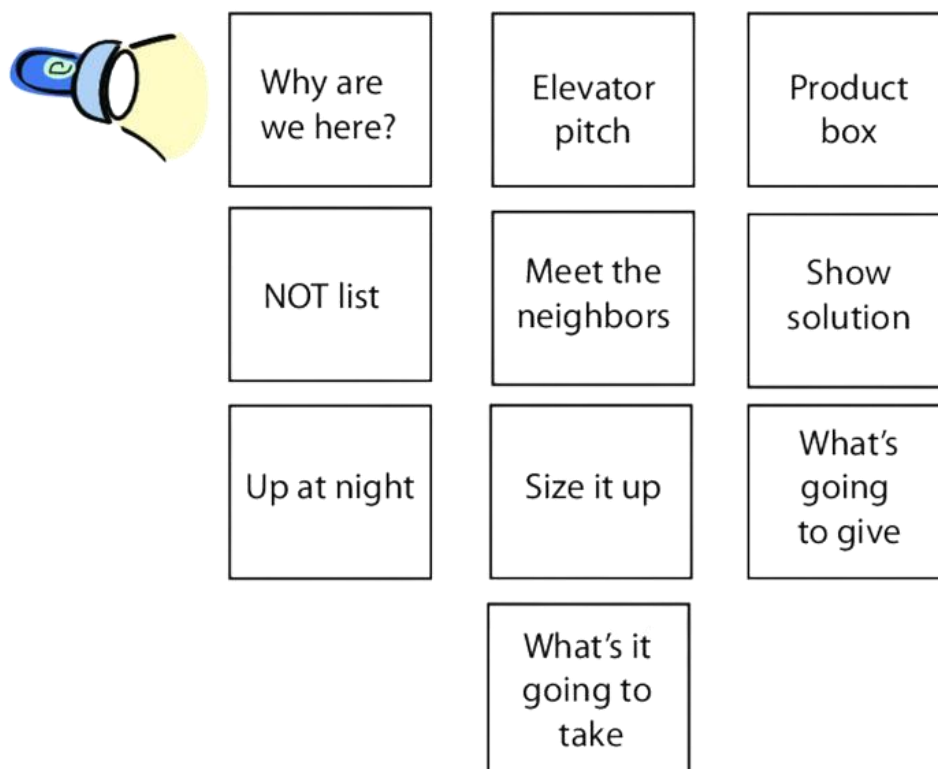 Why are
we here?
Elevator
pitch
Product
box
NOT list
Meet the
neighbors
Show
solution
Up at night
Size it up
What’s
going
to give
What’s it
going to
take